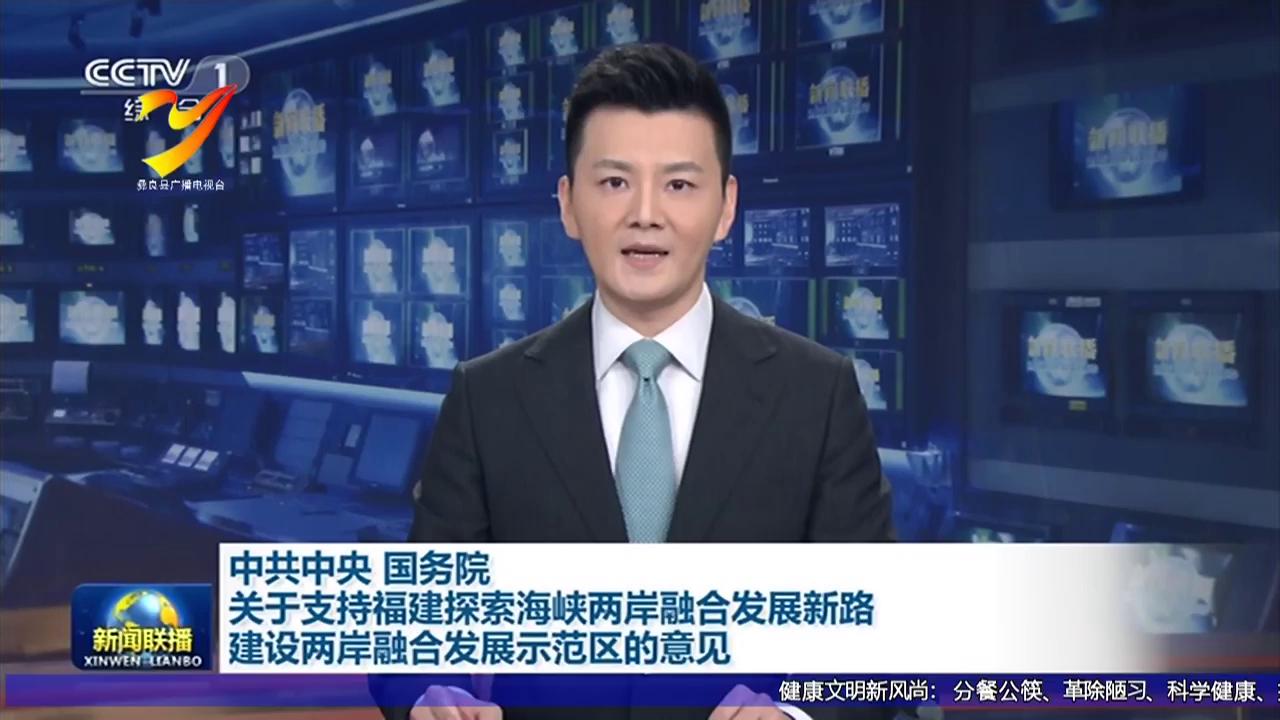 CCTV 1
综合
彝良县广播电视台
中共中央 国务院
关于支持福建探索海峡两岸融合发展新路
建设两岸融合发展示范区的意见
新闻联播
XINWEN LIANBO
健康文明新风尚：分餐公筷、革除陋习、科学健康、